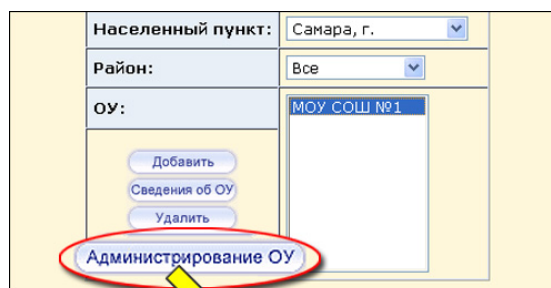 Населенный пункт: Самара, г.
Район: Все
ОУ: МОУ СОШ №1
Добавить
Сведения об ОУ
Удалить
Администрирование ОУ